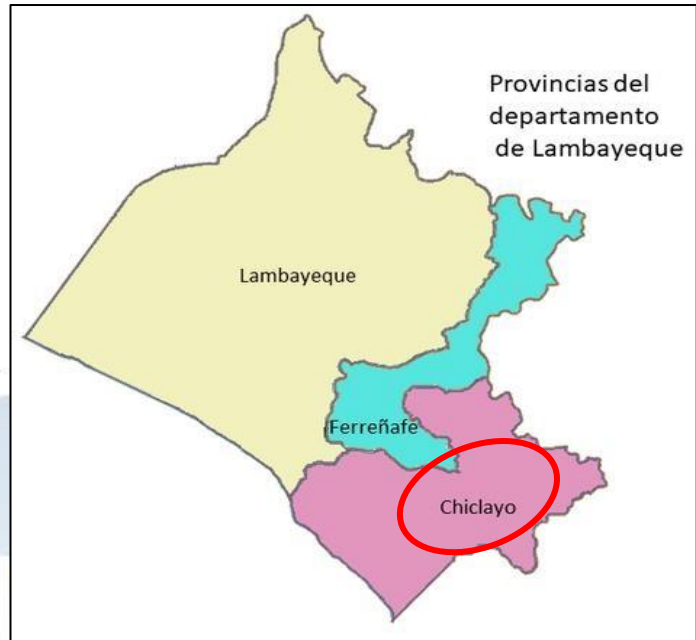 Provincias del
departamento
de Lambayeque
Lambayeque
Ferreñafe
Chiclayo